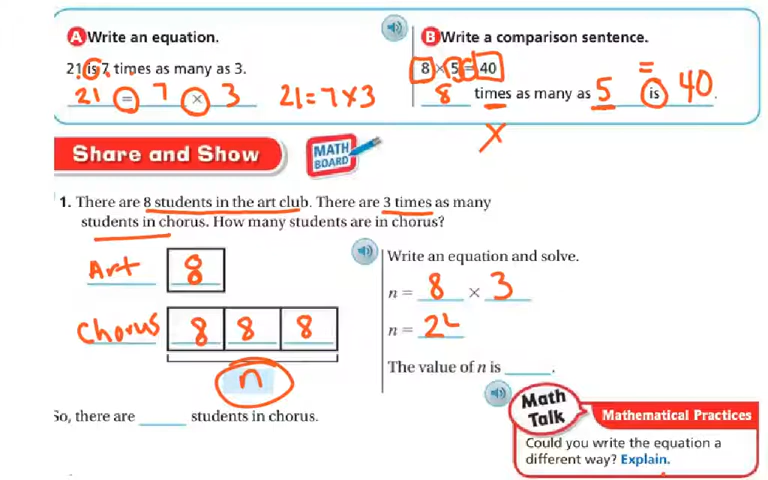 A Write an equation.
21 is 7 times as many as 3.
21 = 7 × 3 21 = 7 × 3
B Write a comparison sentence.
8 × 5 = 40
=
8 times as many as 5 is 40.
×
Share and Show MATH BOARD
1. There are 8 students in the art club. There are 3 times as many
students in chorus. How many students are in chorus?
Art 8
Chorus 8 8 8
n
So, there are ____ students in chorus.
Write an equation and solve.
n = 8 × 3
n = 24
The value of n is ____.
Math Talk
Mathematical Practices
Could you write the equation a
different way? Explain.